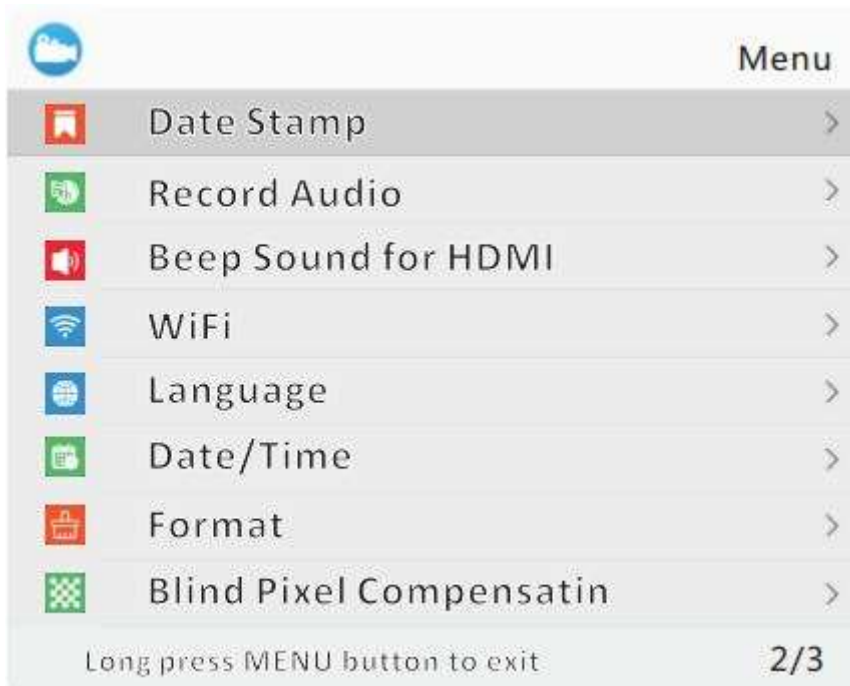 Menu
Date Stamp
Record Audio
Beep Sound for HDMI
WiFi
Language
Date/Time
Format
Blind Pixel Compensatin
Long press MENU button to exit 2/3